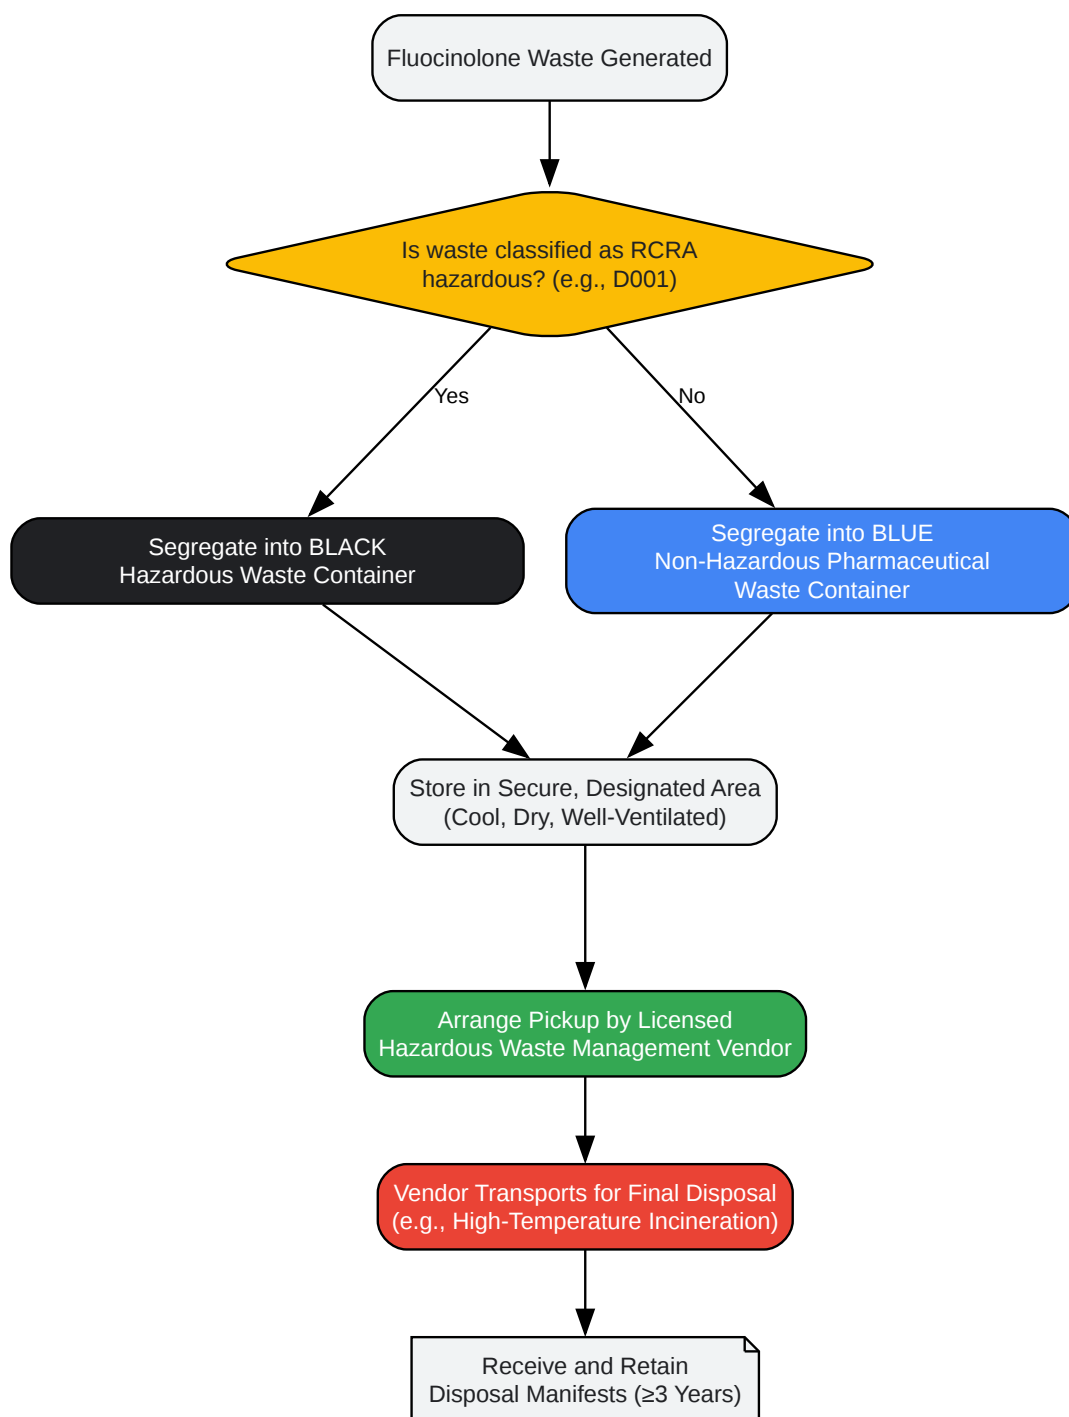 Fluocinolone Waste Generated
Is waste classified as RCRA
hazardous? (e.g., D001)
Yes
No
Segregate into BLACK
Hazardous Waste Container
Segregate into BLUE
Non-Hazardous Pharmaceutical
Waste Container
Store in Secure, Designated Area
(Cool, Dry, Well-Ventilated)
Arrange Pickup by Licensed
Hazardous Waste Management Vendor
Vendor Transports for Final Disposal
(e.g., High-Temperature Incineration)
Receive and Retain
Disposal Manifests (≥3 Years)